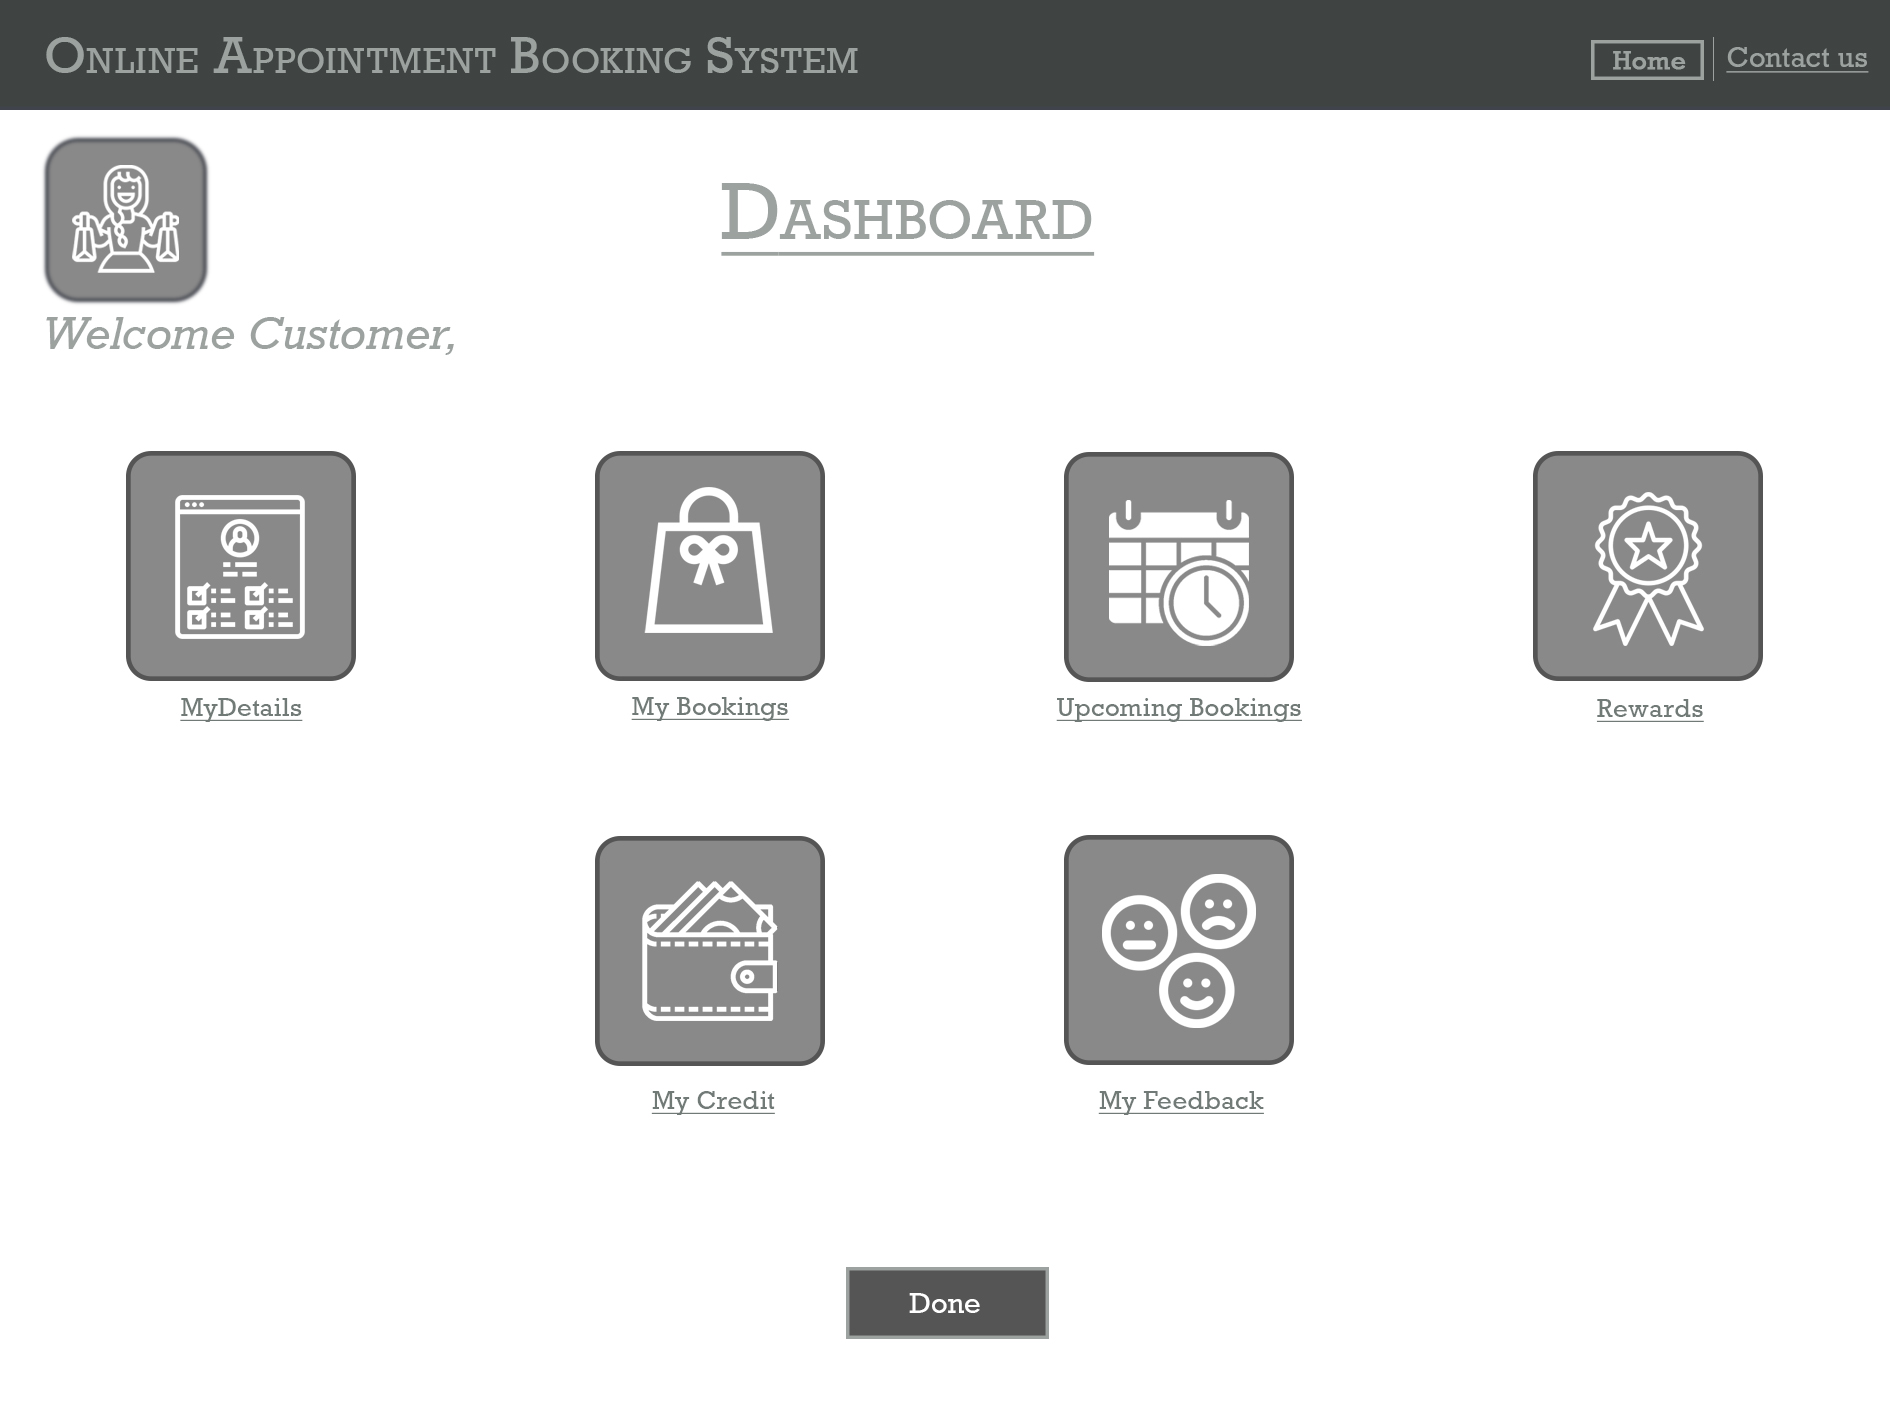 Online Appointment Booking System
Home
Contact us
Dashboard
Welcome Customer,
MyDetails
My Bookings
Upcoming Bookings
Rewards
My Credit
My Feedback
Done